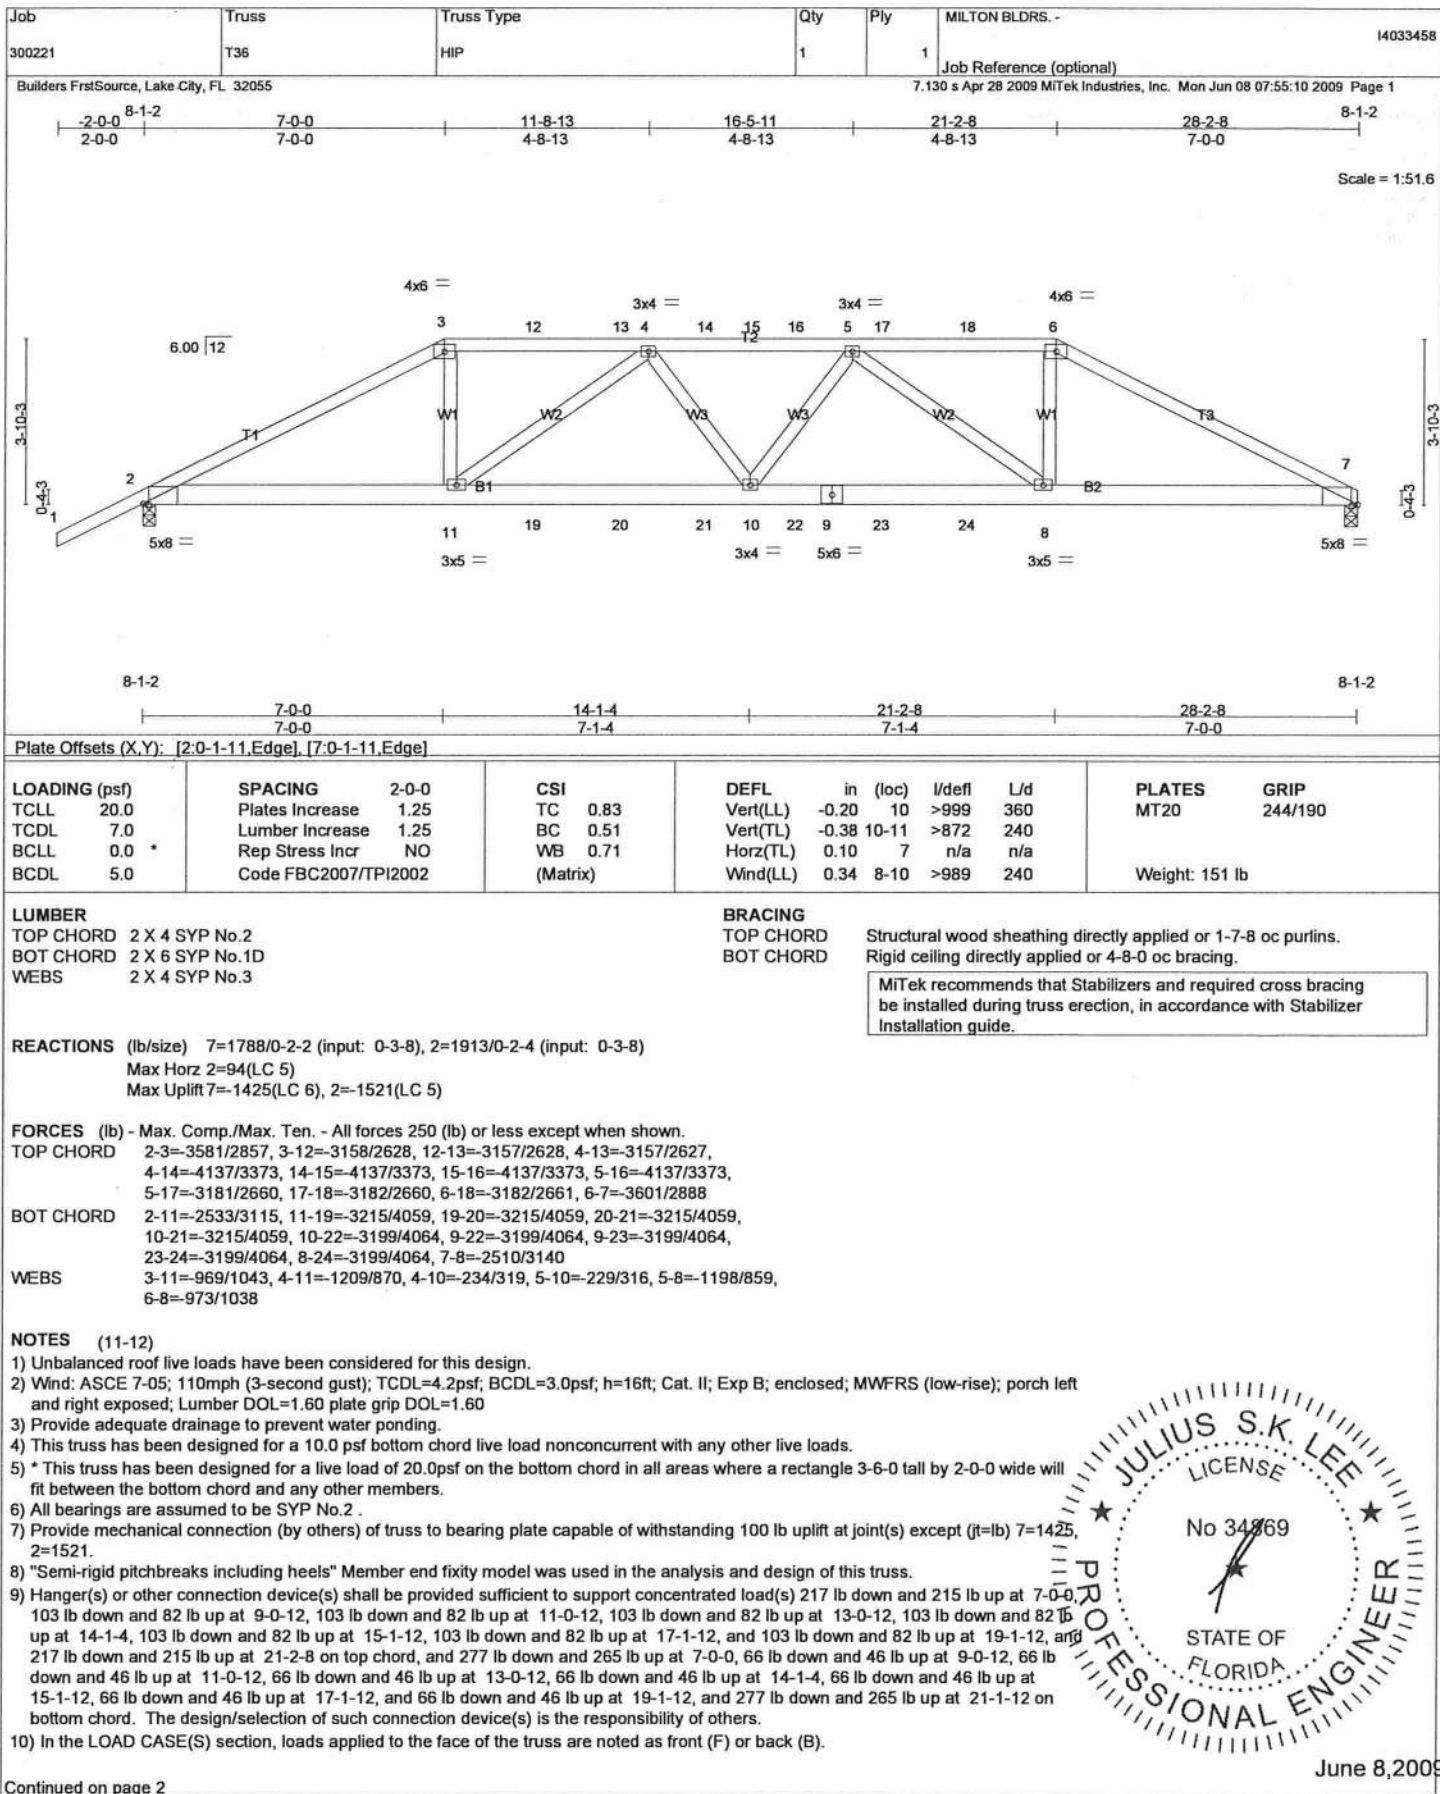 Job Truss Truss Type Qty Ply MILTON BLDRS. -
I4033458
300221 T36 HIP 1 1
Job Reference (optional)
Builders FrstSource, Lake City, FL 32055 7.130 s Apr 28 2009 MiTek Industries, Inc. Mon Jun 08 07:55:10 2009 Page 1
8-1-2 8-1-2
-2-0-0 7-0-0 11-8-13 16-5-11 21-2-8 28-2-8
2-0-0 7-0-0 4-8-13 4-8-13 4-8-13 7-0-0
Scale = 1:51.6
4x6 = 3x4 = 3x4 = 4x6 =
3 12 13 4 14 15 16 5 17 18 6
T2
6.00 12
3-10-3 3-10-3
W1 W2 W3 W3 W2 W1
T1 T3
2 7
B1 B2
0-4-3 0-4-3
1
11 19 20 21 10 22 9 23 24 8
5x8 = 5x8 =
3x5 = 3x4 = 5x6 = 3x5 =
8-1-2 8-1-2
7-0-0 14-1-4 21-2-8 28-2-8
7-0-0 7-1-4 7-1-4 7-0-0
Plate Offsets (X,Y): [2:0-1-11,Edge], [7:0-1-11,Edge]
LOADING (psf) SPACING 2-0-0 CSI DEFL in (loc) l/defl L/d PLATES GRIP
TCLL 20.0 Plates Increase 1.25 TC 0.83 Vert(LL) -0.20 10 >999 360 MT20 244/190
TCDL 7.0 Lumber Increase 1.25 BC 0.51 Vert(TL) -0.38 10-11 >872 240
BCLL 0.0 * Rep Stress Incr NO WB 0.71 Horz(TL) 0.10 7 n/a n/a
BCDL 5.0 Code FBC2007/TPI2002 (Matrix) Wind(LL) 0.34 8-10 >989 240 Weight: 151 lb
LUMBER BRACING
TOP CHORD 2 X 4 SYP No.2 TOP CHORD Structural wood sheathing directly applied or 1-7-8 oc purlins.
BOT CHORD 2 X 6 SYP No.1D BOT CHORD Rigid ceiling directly applied or 4-8-0 oc bracing.
WEBS 2 X 4 SYP No.3
MiTek recommends that Stabilizers and required cross bracing
be installed during truss erection, in accordance with Stabilizer
Installation guide.
REACTIONS (lb/size) 7=1788/0-2-2 (input: 0-3-8), 2=1913/0-2-4 (input: 0-3-8)
Max Horz 2=94(LC 5)
Max Uplift 7=-1425(LC 6), 2=-1521(LC 5)
FORCES (lb) - Max. Comp./Max. Ten. - All forces 250 (lb) or less except when shown.
TOP CHORD 2-3=-3581/2857, 3-12=-3158/2628, 12-13=-3157/2628, 4-13=-3157/2627,
4-14=-4137/3373, 14-15=-4137/3373, 15-16=-4137/3373, 5-16=-4137/3373,
5-17=-3181/2660, 17-18=-3182/2660, 6-18=-3182/2661, 6-7=-3601/2888
BOT CHORD 2-11=-2533/3115, 11-19=-3215/4059, 19-20=-3215/4059, 20-21=-3215/4059,
10-21=-3215/4059, 10-22=-3199/4064, 9-22=-3199/4064, 9-23=-3199/4064,
23-24=-3199/4064, 8-24=-3199/4064, 7-8=-2510/3140
WEBS 3-11=-969/1043, 4-11=-1209/870, 4-10=-234/319, 5-10=-229/316, 5-8=-1198/859,
6-8=-973/1038
NOTES (11-12)
1) Unbalanced roof live loads have been considered for this design.
2) Wind: ASCE 7-05; 110mph (3-second gust); TCDL=4.2psf; BCDL=3.0psf; h=16ft; Cat. II; Exp B; enclosed; MWFRS (low-rise); porch left
and right exposed; Lumber DOL=1.60 plate grip DOL=1.60
3) Provide adequate drainage to prevent water ponding.
4) This truss has been designed for a 10.0 psf bottom chord live load nonconcurrent with any other live loads.
5) * This truss has been designed for a live load of 20.0psf on the bottom chord in all areas where a rectangle 3-6-0 tall by 2-0-0 wide will
fit between the bottom chord and any other members.
6) All bearings are assumed to be SYP No.2 .
7) Provide mechanical connection (by others) of truss to bearing plate capable of withstanding 100 lb uplift at joint(s) except (jt=lb) 7=1425,
2=1521.
8) "Semi-rigid pitchbreaks including heels" Member end fixity model was used in the analysis and design of this truss.
9) Hanger(s) or other connection device(s) shall be provided sufficient to support concentrated load(s) 217 lb down and 215 lb up at 7-0-0,
103 lb down and 82 lb up at 9-0-12, 103 lb down and 82 lb up at 11-0-12, 103 lb down and 82 lb up at 13-0-12, 103 lb down and 82 lb
up at 14-1-4, 103 lb down and 82 lb up at 15-1-12, 103 lb down and 82 lb up at 17-1-12, and 103 lb down and 82 lb up at 19-1-12, and
217 lb down and 215 lb up at 21-2-8 on top chord, and 277 lb down and 265 lb up at 7-0-0, 66 lb down and 46 lb up at 9-0-12, 66 lb
down and 46 lb up at 11-0-12, 66 lb down and 46 lb up at 13-0-12, 66 lb down and 46 lb up at 14-1-4, 66 lb down and 46 lb up at
15-1-12, 66 lb down and 46 lb up at 17-1-12, and 66 lb down and 46 lb up at 19-1-12, and 277 lb down and 265 lb up at 21-1-12 on
bottom chord. The design/selection of such connection device(s) is the responsibility of others.
10) In the LOAD CASE(S) section, loads applied to the face of the truss are noted as front (F) or back (B).
JULIUS S.K. LEE
LICENSE
No 34869
STATE OF
FLORIDA
PROFESSIONAL ENGINEER
June 8,2009
Continued on page 2